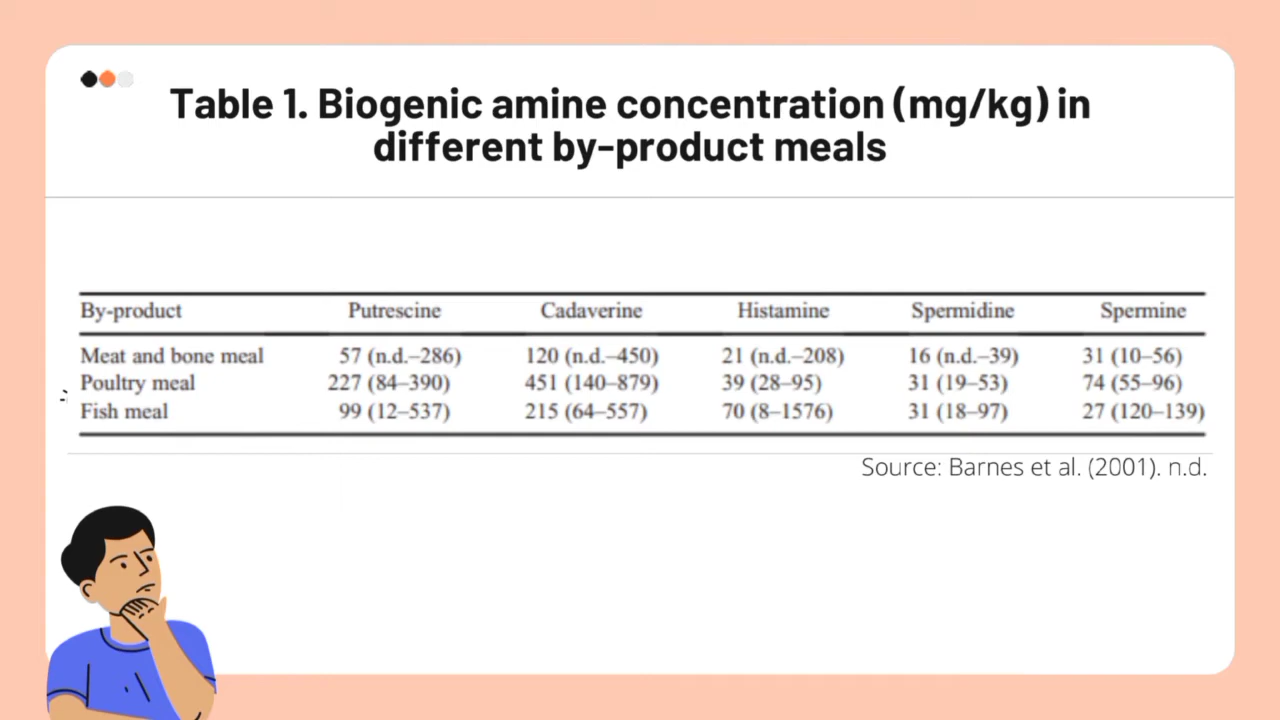 Table 1. Biogenic amine concentration (mg/kg) in
different by-product meals
By-product Putrescine Cadaverine Histamine Spermidine Spermine
Meat and bone meal 57 (n.d.–286) 120 (n.d.–450) 21 (n.d.–208) 16 (n.d.–39) 31 (10–56)
Poultry meal 227 (84–390) 451 (140–879) 39 (28–95) 31 (19–53) 74 (55–96)
Fish meal 99 (12–537) 215 (64–557) 70 (8–1576) 31 (18–97) 27 (120–139)
Source: Barnes et al. (2001). n.d.